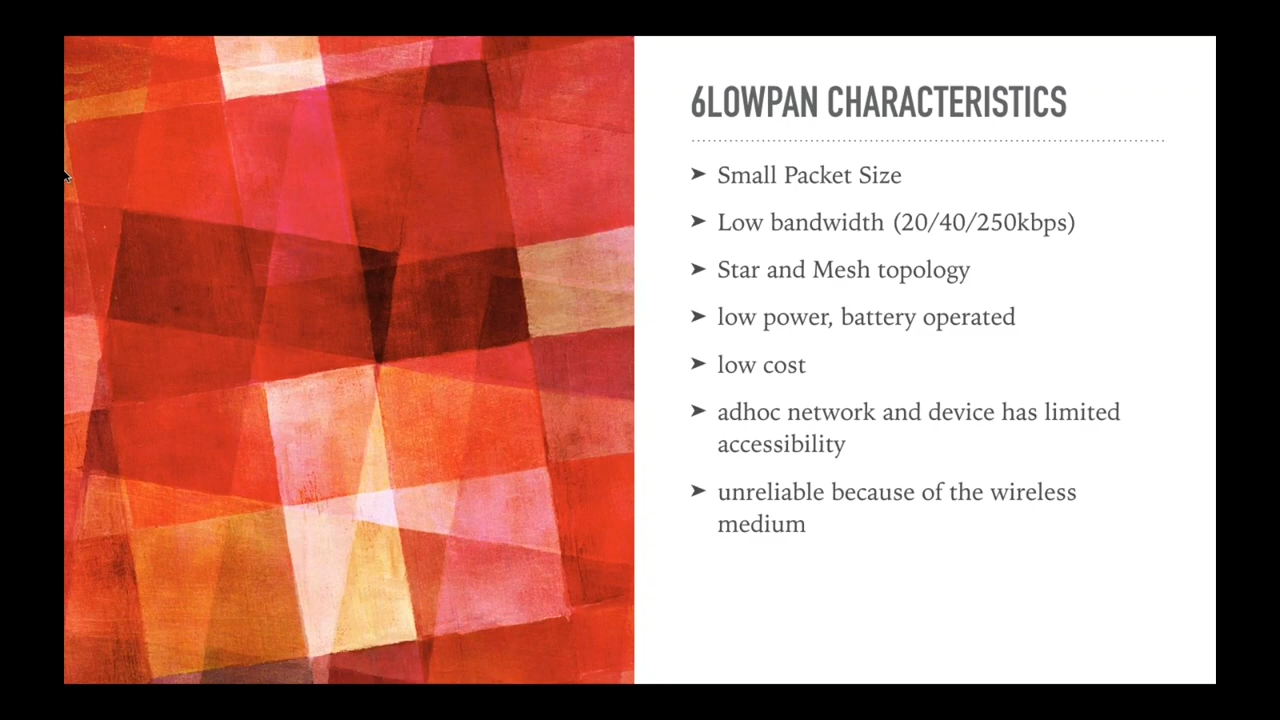 6LOWPAN CHARACTERISTICS
➤ Small Packet Size
➤ Low bandwidth (20/40/250kbps)
➤ Star and Mesh topology
➤ low power, battery operated
➤ low cost
➤ adhoc network and device has limited
accessibility
➤ unreliable because of the wireless
medium